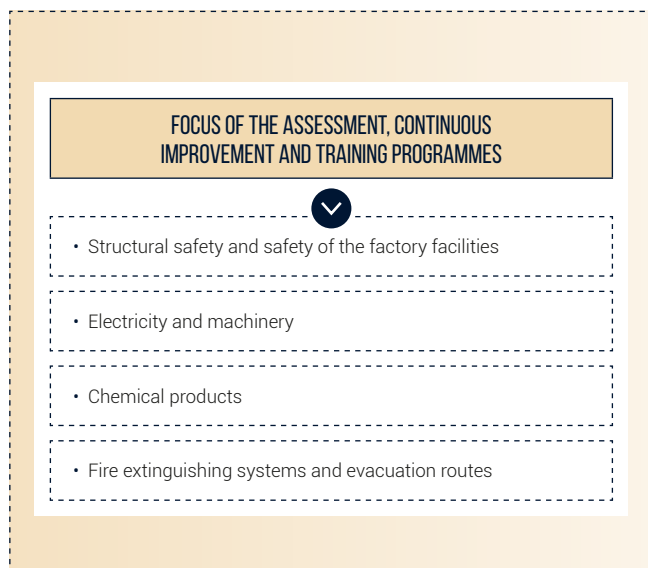 FOCUS OF THE ASSESSMENT, CONTINUOUS
IMPROVEMENT AND TRAINING PROGRAMMES
• Structural safety and safety of the factory facilities
• Electricity and machinery
• Chemical products
• Fire extinguishing systems and evacuation routes